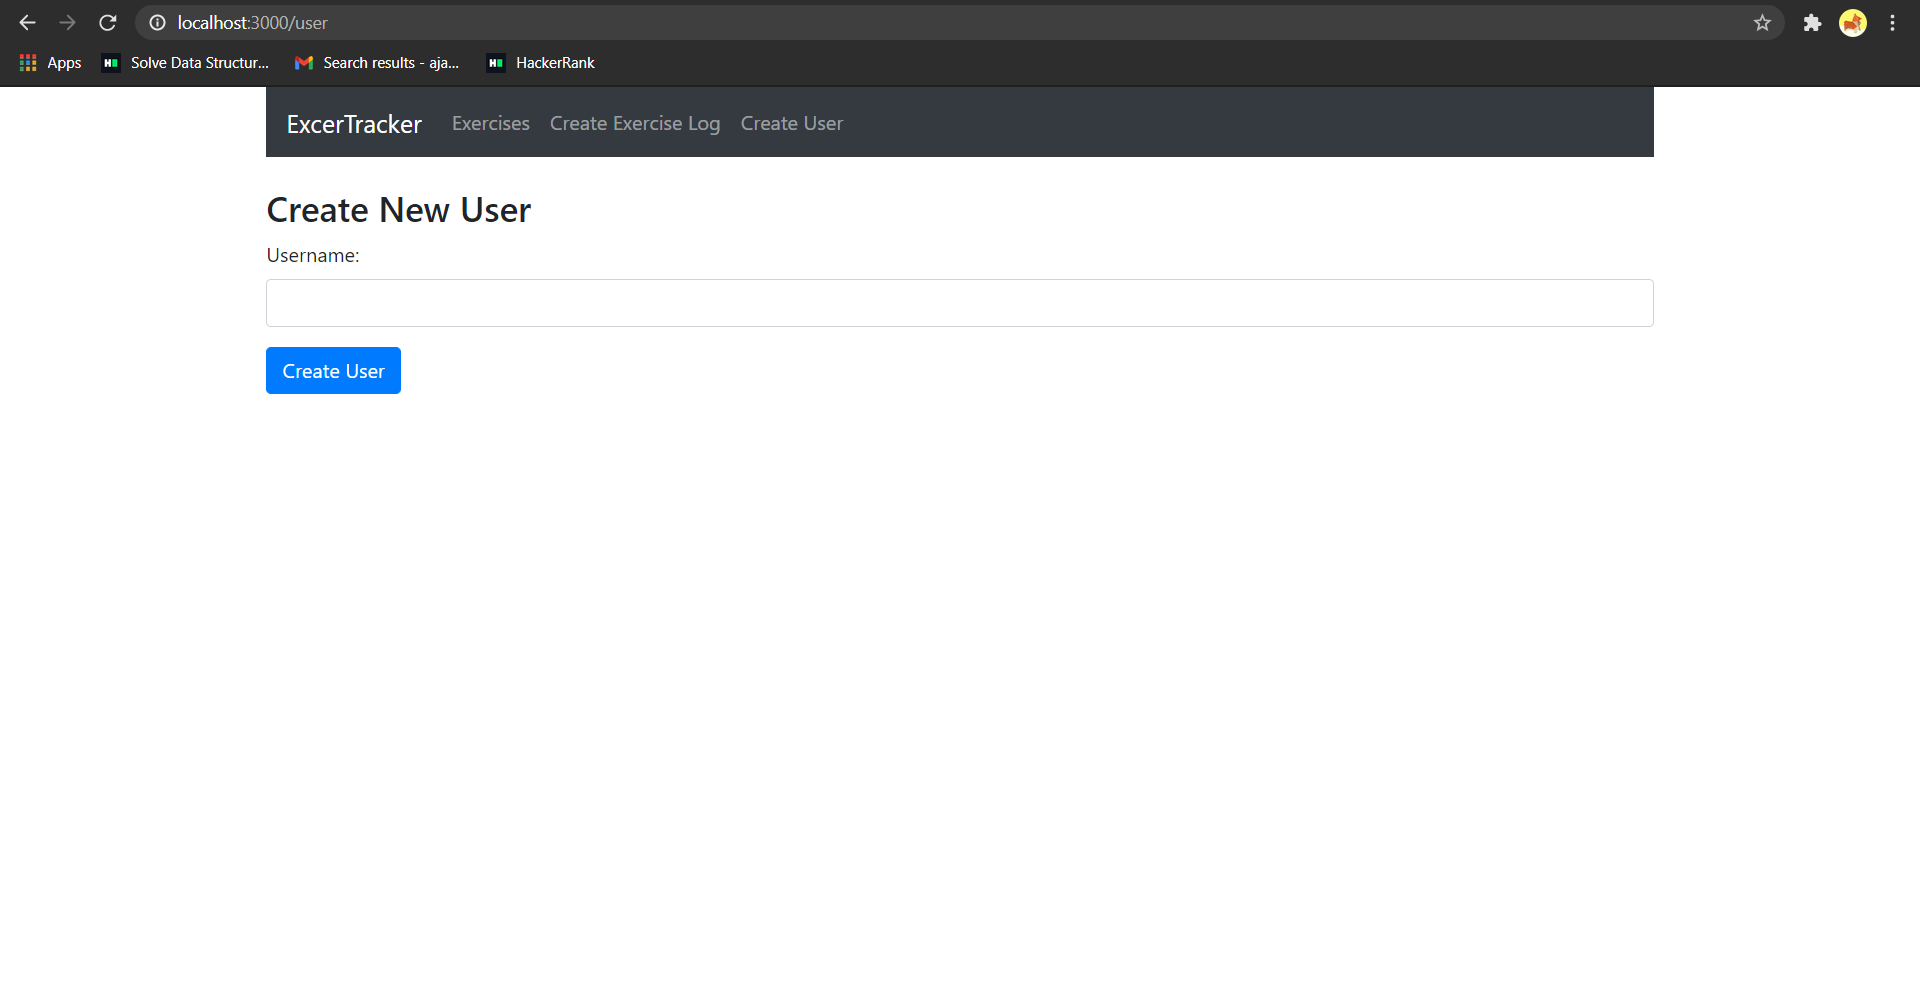 localhost:3000/user
Apps Solve Data Structur... Search results - aja... HackerRank
ExcerTracker Exercises Create Exercise Log Create User
Create New User
Username:
Create User